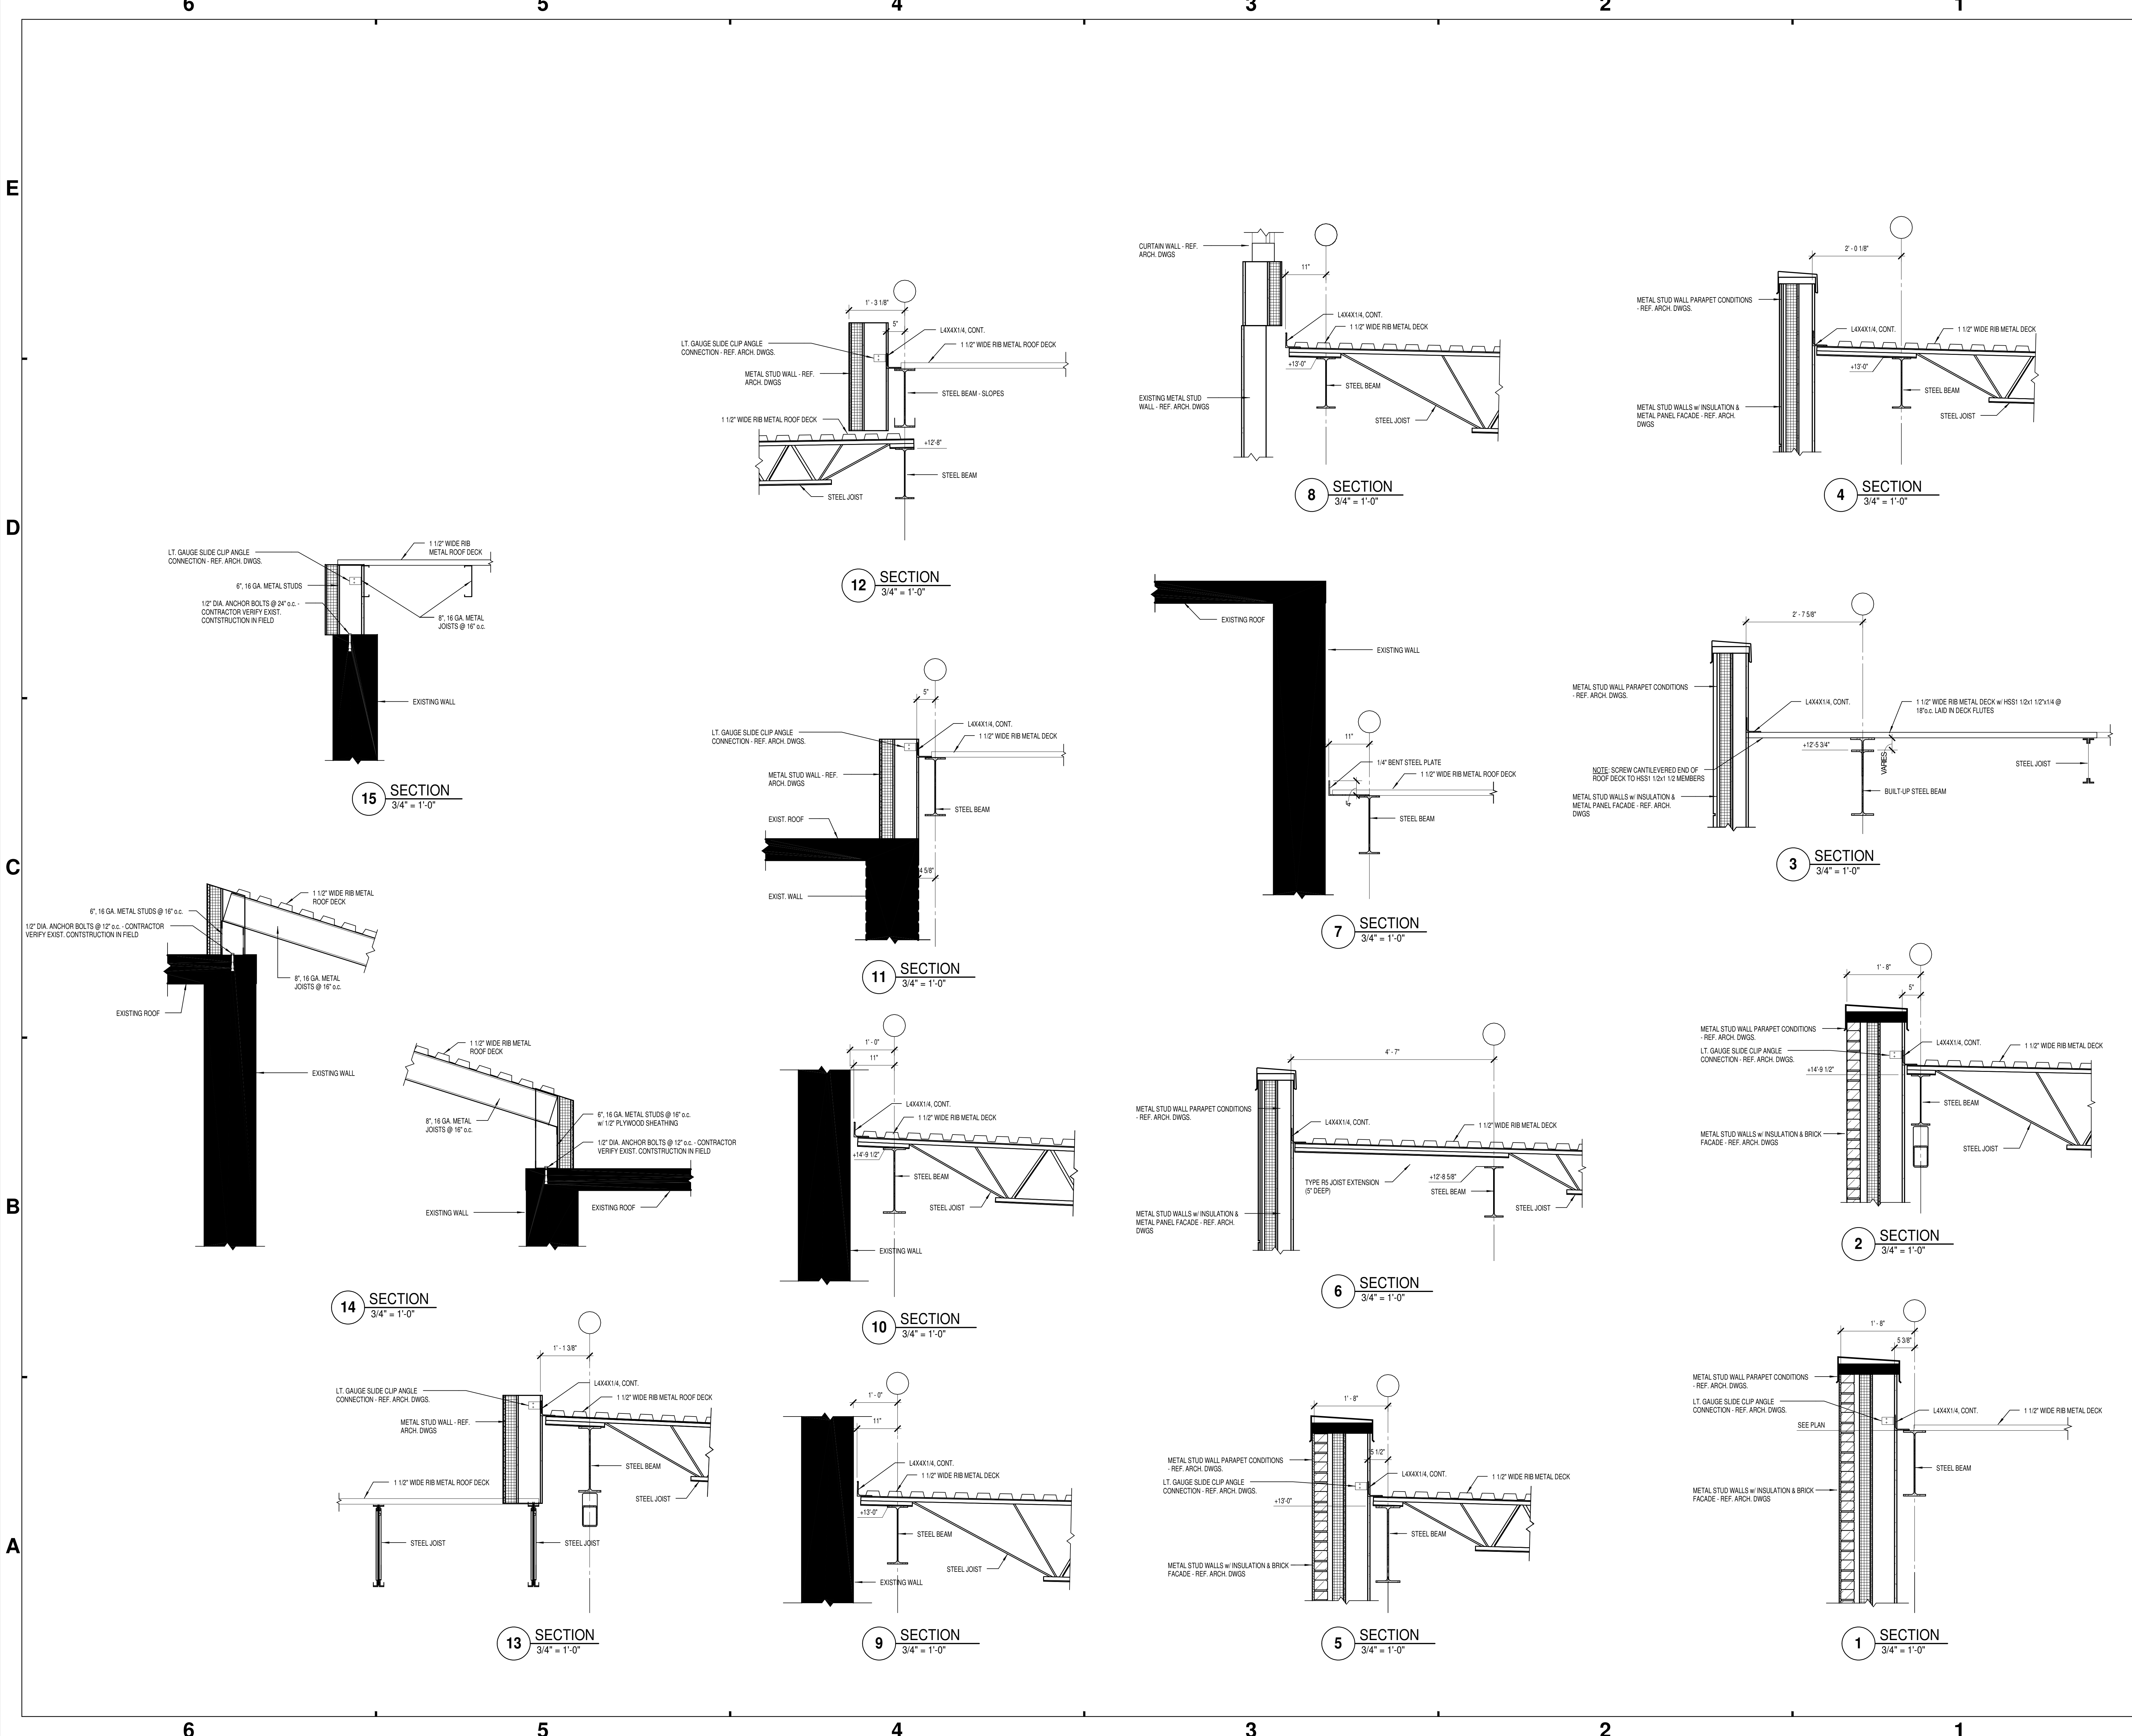 6 5 4 3 2 1
E
D
C
B
A
LT. GAUGE SLIDE CLIP ANGLE
CONNECTION - REF. ARCH. DWGS.
6", 16 GA. METAL STUDS
1/2" DIA. ANCHOR BOLTS @ 24" o.c. -
CONTRACTOR VERIFY EXIST.
CONTSTRUCTION IN FIELD
1 1/2" WIDE RIB
METAL ROOF DECK
8", 16 GA. METAL
JOISTS @ 16" o.c.
EXISTING WALL
15 SECTION
3/4" = 1'-0"
1 1/2" WIDE RIB METAL
ROOF DECK
6", 16 GA. METAL STUDS @ 16" o.c.
1/2" DIA. ANCHOR BOLTS @ 12" o.c. - CONTRACTOR
VERIFY EXIST. CONTSTRUCTION IN FIELD
8", 16 GA. METAL
JOISTS @ 16" o.c.
EXISTING ROOF
EXISTING WALL
1 1/2" WIDE RIB METAL
ROOF DECK
8", 16 GA. METAL
JOISTS @ 16" o.c.
6", 16 GA. METAL STUDS @ 16" o.c.
w/ 1/2" PLYWOOD SHEATHING
1/2" DIA. ANCHOR BOLTS @ 12" o.c. - CONTRACTOR
VERIFY EXIST. CONTSTRUCTION IN FIELD
EXISTING WALL
EXISTING ROOF
14 SECTION
3/4" = 1'-0"
1' - 1 3/8"
LT. GAUGE SLIDE CLIP ANGLE
CONNECTION - REF. ARCH. DWGS.
METAL STUD WALL - REF.
ARCH. DWGS
L4X4X1/4, CONT.
1 1/2" WIDE RIB METAL ROOF DECK
STEEL BEAM
STEEL JOIST
1 1/2" WIDE RIB METAL ROOF DECK
STEEL JOIST
STEEL JOIST
13 SECTION
3/4" = 1'-0"
1' - 3 1/8"
5"
LT. GAUGE SLIDE CLIP ANGLE
CONNECTION - REF. ARCH. DWGS.
L4X4X1/4, CONT.
1 1/2" WIDE RIB METAL ROOF DECK
METAL STUD WALL - REF.
ARCH. DWGS
STEEL BEAM - SLOPES
1 1/2" WIDE RIB METAL ROOF DECK
+12'-8"
STEEL BEAM
STEEL JOIST
12 SECTION
3/4" = 1'-0"
5"
L4X4X1/4, CONT.
LT. GAUGE SLIDE CLIP ANGLE
CONNECTION - REF. ARCH. DWGS.
1 1/2" WIDE RIB METAL DECK
METAL STUD WALL - REF.
ARCH. DWGS
STEEL BEAM
EXIST. ROOF
4 5/8"
EXIST. WALL
11 SECTION
3/4" = 1'-0"
1' - 0"
11"
L4X4X1/4, CONT.
1 1/2" WIDE RIB METAL DECK
+14'-9 1/2"
STEEL BEAM
STEEL JOIST
EXISTING WALL
10 SECTION
3/4" = 1'-0"
1' - 0"
11"
L4X4X1/4, CONT.
1 1/2" WIDE RIB METAL DECK
+13'-0"
STEEL BEAM
STEEL JOIST
EXISTING WALL
9 SECTION
3/4" = 1'-0"
CURTAIN WALL - REF.
ARCH. DWGS
11"
L4X4X1/4, CONT.
1 1/2" WIDE RIB METAL DECK
+13'-0"
STEEL BEAM
EXISTING METAL STUD
WALL - REF. ARCH. DWGS
STEEL JOIST
8 SECTION
3/4" = 1'-0"
EXISTING ROOF
EXISTING WALL
11"
1/4" BENT STEEL PLATE
1 1/2" WIDE RIB METAL ROOF DECK
4"
STEEL BEAM
7 SECTION
3/4" = 1'-0"
4' - 7"
METAL STUD WALL PARAPET CONDITIONS
- REF. ARCH. DWGS.
L4X4X1/4, CONT.
1 1/2" WIDE RIB METAL DECK
TYPE R5 JOIST EXTENSION
(5" DEEP)
+12'-8 5/8"
STEEL BEAM
STEEL JOIST
METAL STUD WALLS w/ INSULATION &
METAL PANEL FACADE - REF. ARCH.
DWGS
6 SECTION
3/4" = 1'-0"
1' - 8"
5 1/2"
METAL STUD WALL PARAPET CONDITIONS
- REF. ARCH. DWGS.
LT. GAUGE SLIDE CLIP ANGLE
CONNECTION - REF. ARCH. DWGS.
L4X4X1/4, CONT.
1 1/2" WIDE RIB METAL DECK
+13'-0"
STEEL BEAM
STEEL JOIST
METAL STUD WALLS w/ INSULATION & BRICK
FACADE - REF. ARCH. DWGS
5 SECTION
3/4" = 1'-0"
2' - 0 1/8"
METAL STUD WALL PARAPET CONDITIONS
- REF. ARCH. DWGS.
L4X4X1/4, CONT.
1 1/2" WIDE RIB METAL DECK
+13'-0"
STEEL BEAM
STEEL JOIST
METAL STUD WALLS w/ INSULATION &
METAL PANEL FACADE - REF. ARCH.
DWGS
4 SECTION
3/4" = 1'-0"
2' - 7 5/8"
METAL STUD WALL PARAPET CONDITIONS
- REF. ARCH. DWGS.
L4X4X1/4, CONT.
1 1/2" WIDE RIB METAL DECK w/ HSS1 1/2x1 1/2"x1/4 @
18"o.c. LAID IN DECK FLUTES
+12'-5 3/4"
VARIES
NOTE: SCREW CANTILEVERED END OF
ROOF DECK TO HSS1 1/2x1 1/2 MEMBERS
STEEL JOIST
BUILT-UP STEEL BEAM
METAL STUD WALLS w/ INSULATION &
METAL PANEL FACADE - REF. ARCH.
DWGS
3 SECTION
3/4" = 1'-0"
1' - 8"
5"
METAL STUD WALL PARAPET CONDITIONS
- REF. ARCH. DWGS.
LT. GAUGE SLIDE CLIP ANGLE
CONNECTION - REF. ARCH. DWGS.
L4X4X1/4, CONT.
1 1/2" WIDE RIB METAL DECK
+14'-9 1/2"
STEEL BEAM
STEEL JOIST
METAL STUD WALLS w/ INSULATION & BRICK
FACADE - REF. ARCH. DWGS
2 SECTION
3/4" = 1'-0"
1' - 8"
5 3/8"
METAL STUD WALL PARAPET CONDITIONS
- REF. ARCH. DWGS.
LT. GAUGE SLIDE CLIP ANGLE
CONNECTION - REF. ARCH. DWGS.
L4X4X1/4, CONT.
1 1/2" WIDE RIB METAL DECK
SEE PLAN
STEEL BEAM
METAL STUD WALLS w/ INSULATION & BRICK
FACADE - REF. ARCH. DWGS
1 SECTION
3/4" = 1'-0"
6 5 4 3 2 1